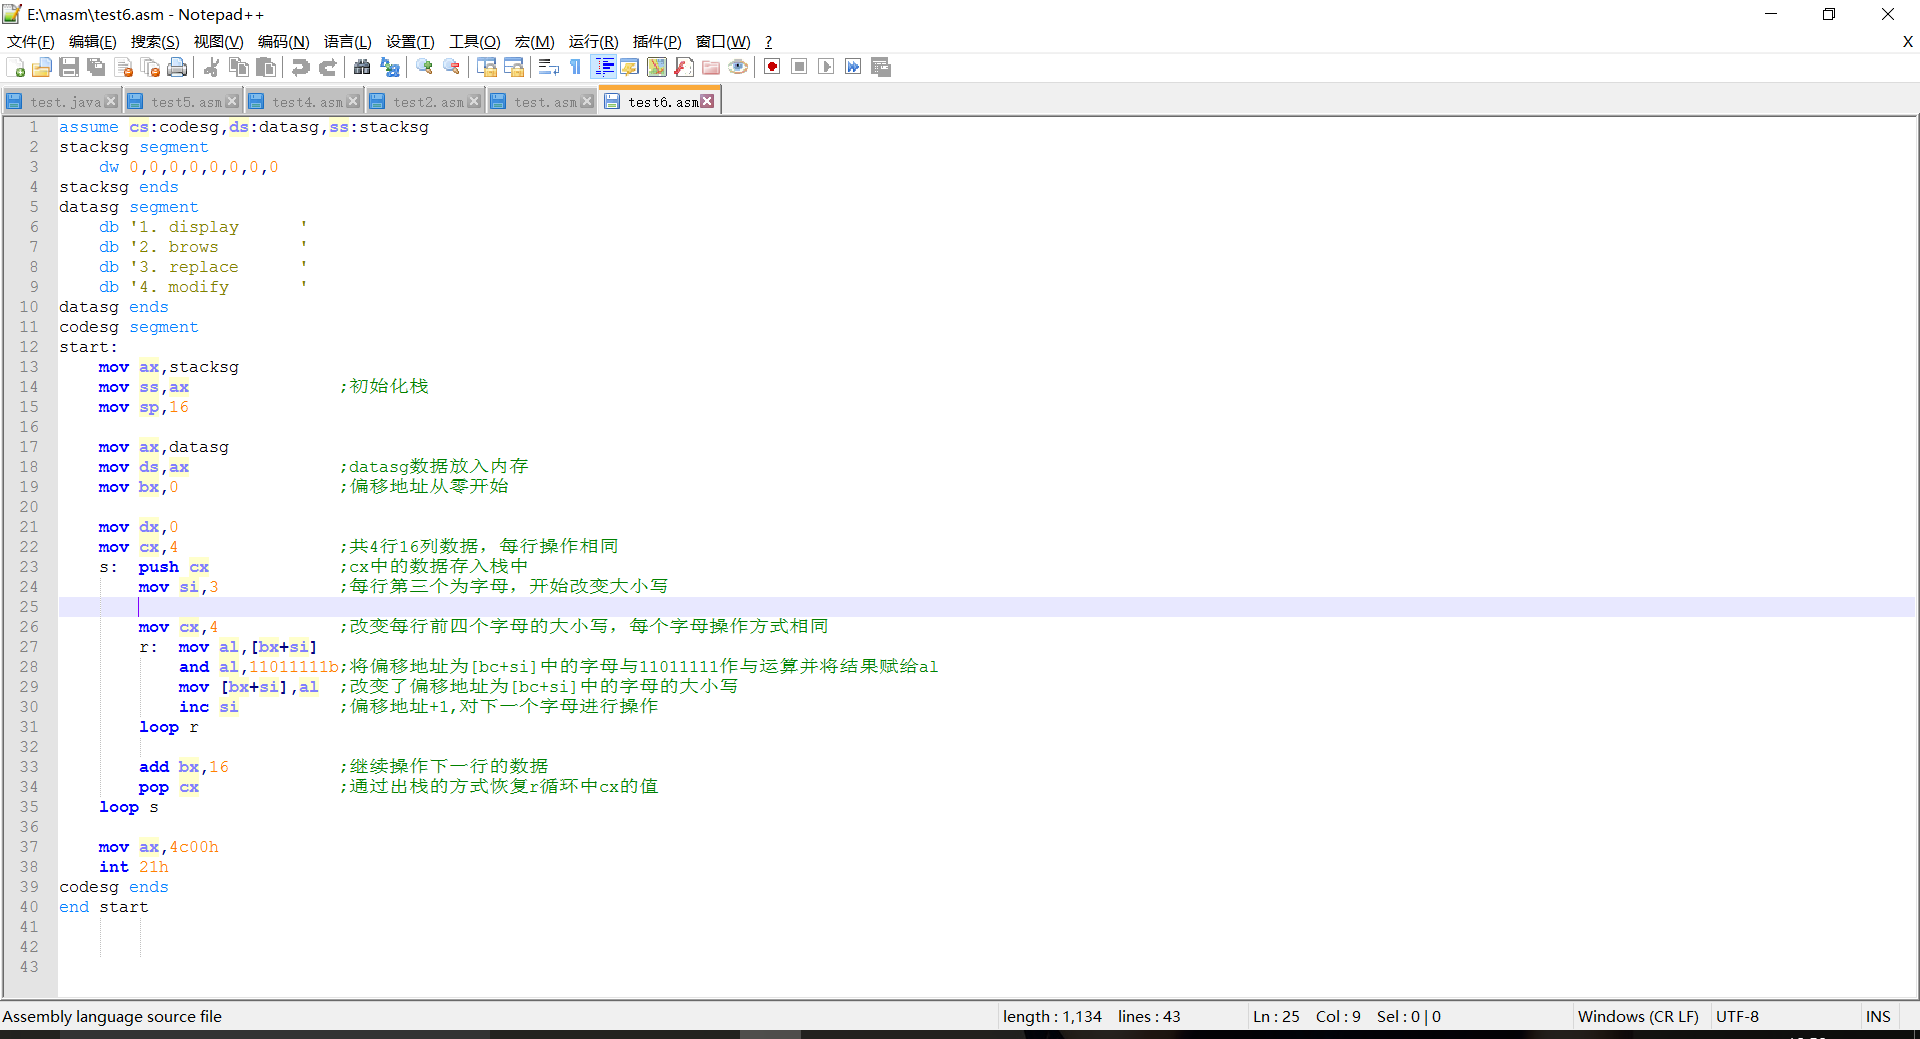 E:\masm\test6.asm - Notepad++
文件(F) 编辑(E) 搜索(S) 视图(V) 编码(N) 语言(L) 设置(T) 工具(O) 宏(M) 运行(R) 插件(P) 窗口(W) ? X
test.java test5.asm test4.asm test2.asm test.asm test6.asm
1 assume cs:codesg,ds:datasg,ss:stacksg
2 stacksg segment
3     dw 0,0,0,0,0,0,0,0
4 stacksg ends
5 datasg segment
6     db '1. display      '
7     db '2. brows        '
8     db '3. replace      '
9     db '4. modify       '
10 datasg ends
11 codesg segment
12 start:
13     mov ax,stacksg
14     mov ss,ax               ;初始化栈
15     mov sp,16
16
17     mov ax,datasg
18     mov ds,ax               ;datasg数据放入内存
19     mov bx,0                ;偏移地址从零开始
20
21     mov dx,0
22     mov cx,4                ;共4行16列数据，每行操作相同
23     s:  push cx             ;cx中的数据存入栈中
24         mov si,3            ;每行第三个为字母，开始改变大小写
25
26         mov cx,4            ;改变每行前四个字母的大小写，每个字母操作方式相同
27         r:  mov al,[bx+si]
28             and al,11011111b;将偏移地址为[bc+si]中的字母与11011111作与运算并将结果赋给al
29             mov [bx+si],al  ;改变了偏移地址为[bc+si]中的字母的大小写
30             inc si          ;偏移地址+1,对下一个字母进行操作
31         loop r
32
33         add bx,16           ;继续操作下一行的数据
34         pop cx              ;通过出栈的方式恢复r循环中cx的值
35     loop s
36
37     mov ax,4c00h
38     int 21h
39 codesg ends
40 end start
41
42
43
Assembly language source file length : 1,134 lines : 43 Ln : 25 Col : 9 Sel : 0 | 0 Windows (CR LF) UTF-8 INS